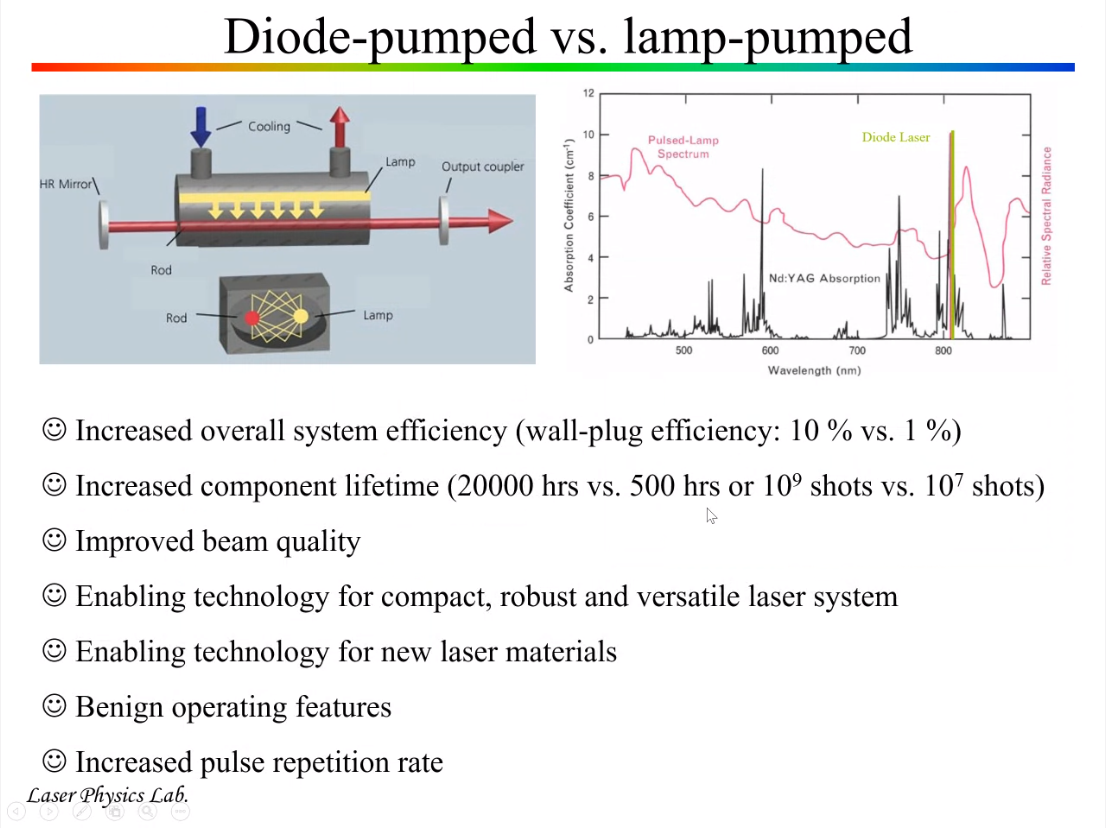 Diode-pumped vs. lamp-pumped
Cooling
Lamp
Output coupler
HR Mirror
Rod
Rod
Lamp
12
10
8
6
4
2
0
Absorption Coefficient (cm⁻¹)
Pulsed-Lamp
Spectrum
Diode Laser
Nd:YAG Absorption
Relative Spectral Radiance
500
600
700
800
Wavelength (nm)
☺ Increased overall system efficiency (wall-plug efficiency: 10 % vs. 1 %)
☺ Increased component lifetime (20000 hrs vs. 500 hrs or 10⁹ shots vs. 10⁷ shots)
☺ Improved beam quality
☺ Enabling technology for compact, robust and versatile laser system
☺ Enabling technology for new laser materials
☺ Benign operating features
☺ Increased pulse repetition rate
Laser Physics Lab.